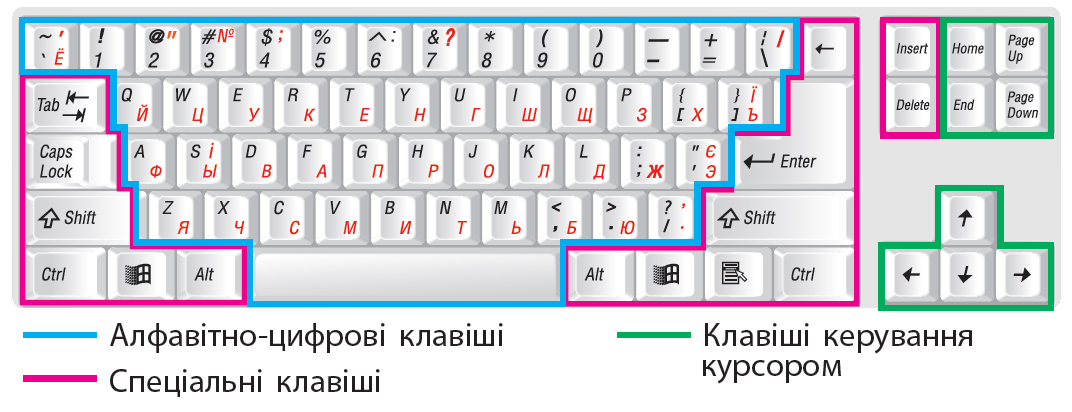 ~ ' ` Ё ! 1 @ " 2 # № 3 $ ; 4 % 5 ^ : 6 & ? 7 * 8 ( 9 ) 0 — – + = ¦ / \ ← Insert Home Page Up
Tab Q Й W Ц E У R К T Е Y Н U Г I Ш O Щ P З { [ Х } ] Ї Ъ Delete End Page Down
Caps Lock A Ф S І Ы D В F А G П H Р J О K Л L Д : ; Ж " ' Є Э Enter
Shift Z Я X Ч C С V М B И N Т M Ь < , Б > . Ю ? / , . Shift ↑
Ctrl Alt Alt Ctrl ← ↓ →
Алфавітно-цифрові клавіші
Спеціальні клавіші
Клавіші керування
курсором